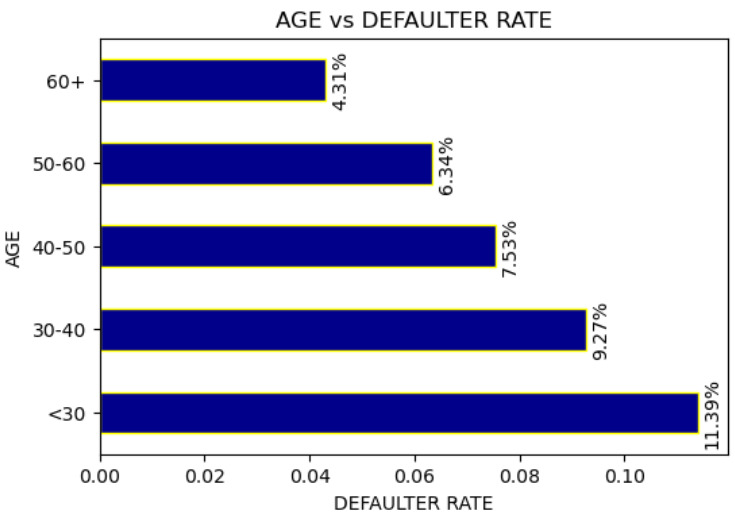 AGE vs DEFAULTER RATE
60+
4.31%
50-60
6.34%
AGE
40-50
7.53%
30-40
9.27%
<30
11.39%
0.00 0.02 0.04 0.06 0.08 0.10
DEFAULTER RATE